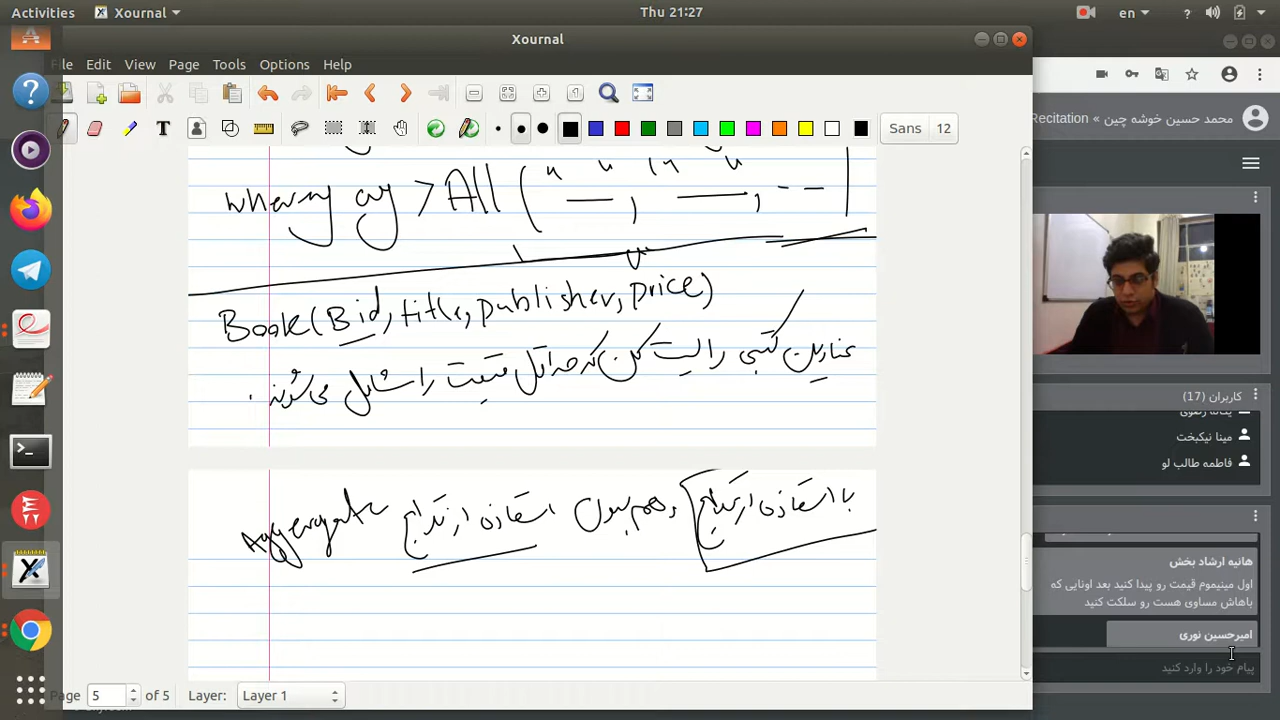 Activities
Xournal
Thu 21:27
en
Xournal
File Edit View Page Tools Options Help
Sans 12
where ay > All (
Book(Bid, title, publisher, price)
عناوین کتبی را لیست کن که حداقل قیمت را شامل می‌شوند.
با استفاده از توابع و هم بدون استفاده از توابع Aggregate
Page 5 of 5 Layer: Layer 1
محمد حسین خوشه چین » Recitation
کاربران (17)
مینا نیکبخت
فاطمه طالب لو
هانیه ارشاد بخش
اول مینیموم قیمت رو پیدا کنید بعد اونایی که
باهاش مساوی هست رو سلکت کنید
امیرحسین نوری
پیام خود را وارد کنید